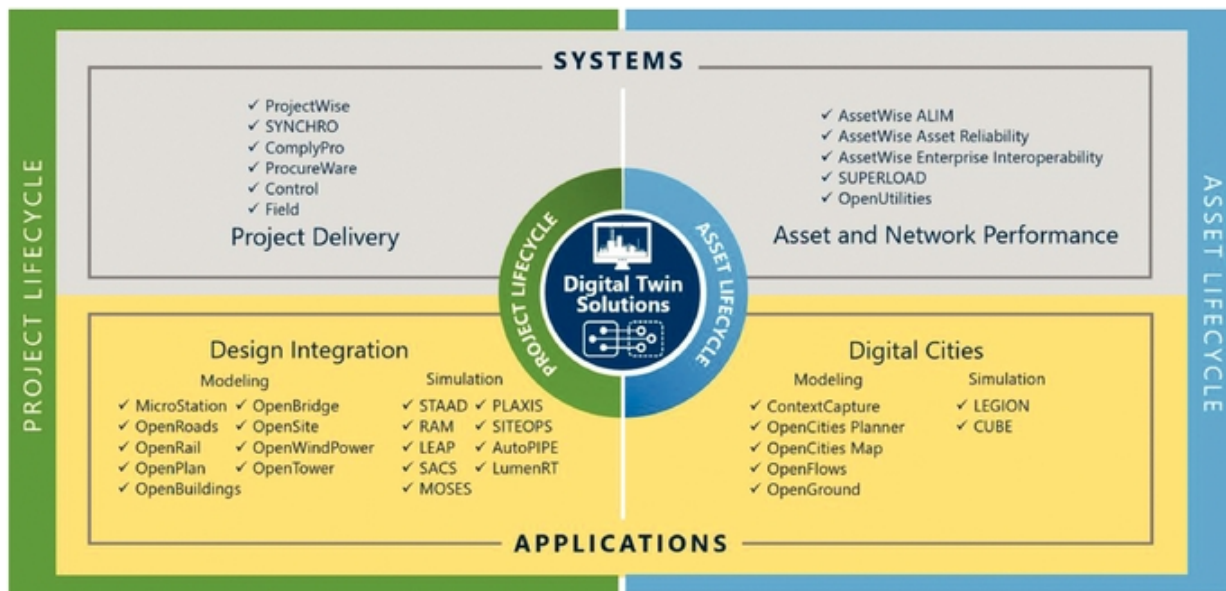 SYSTEMS
PROJECT LIFECYCLE
✓ ProjectWise
✓ SYNCHRO
✓ ComplyPro
✓ ProcureWare
✓ Control
✓ Field
Project Delivery
✓ AssetWise ALIM
✓ AssetWise Asset Reliability
✓ AssetWise Enterprise Interoperability
✓ SUPERLOAD
✓ OpenUtilities
Asset and Network Performance
ASSET LIFECYCLE
PROJECT LIFECYCLE
ASSET LIFECYCLE
Digital Twin
Solutions
Design Integration
Modeling
✓ MicroStation ✓ OpenBridge
✓ OpenRoads ✓ OpenSite
✓ OpenRail ✓ OpenWindPower
✓ OpenPlan ✓ OpenTower
✓ OpenBuildings
Simulation
✓ STAAD ✓ PLAXIS
✓ RAM ✓ SITEOPS
✓ LEAP ✓ AutoPIPE
✓ SACS ✓ LumenRT
✓ MOSES
Digital Cities
Modeling
✓ ContextCapture
✓ OpenCities Planner
✓ OpenCities Map
✓ OpenFlows
✓ OpenGround
Simulation
✓ LEGION
✓ CUBE
APPLICATIONS